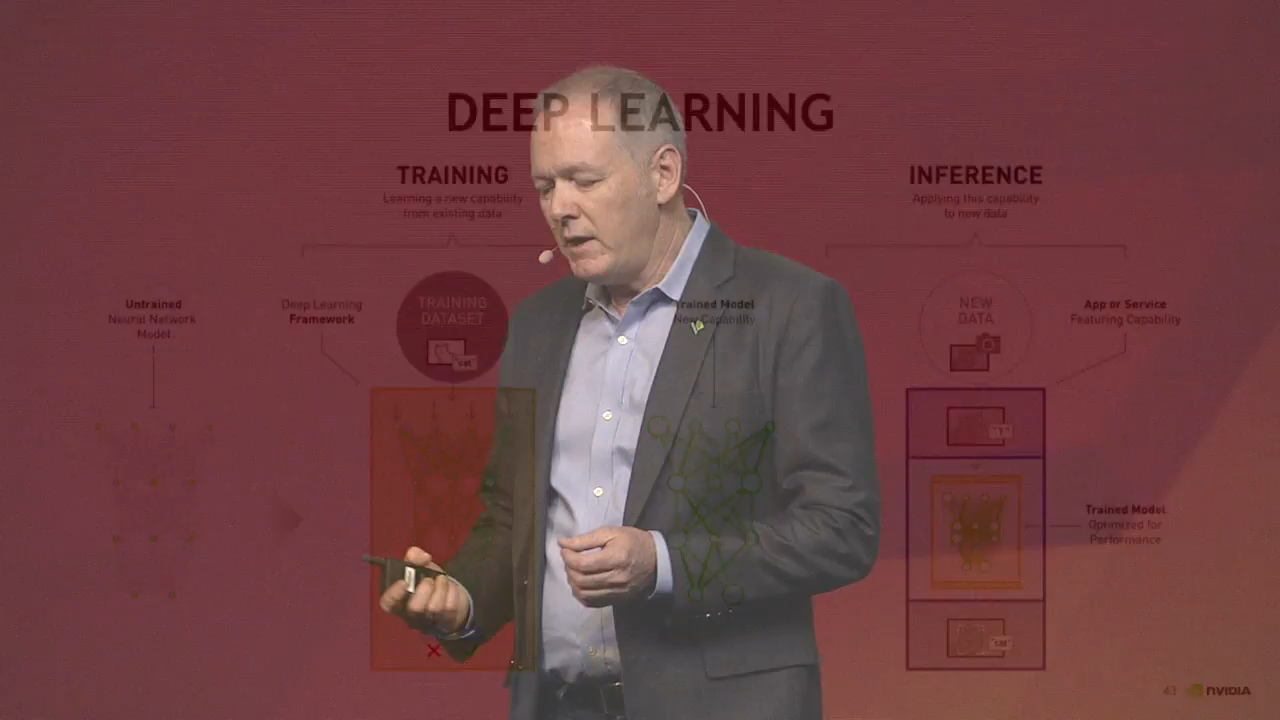 DEEP LEARNING
TRAINING
Learning a new capability
from existing data
INFERENCE
Applying this capability
to new data
Untrained
Neural Network
Model
Deep Learning
Framework
TRAINING
DATASET
"cat"
Trained Model
New Capability
NEW
DATA
App or Service
Featuring Capability
"?"
Trained Model
Optimized for
Performance
"cat"
43
NVIDIA